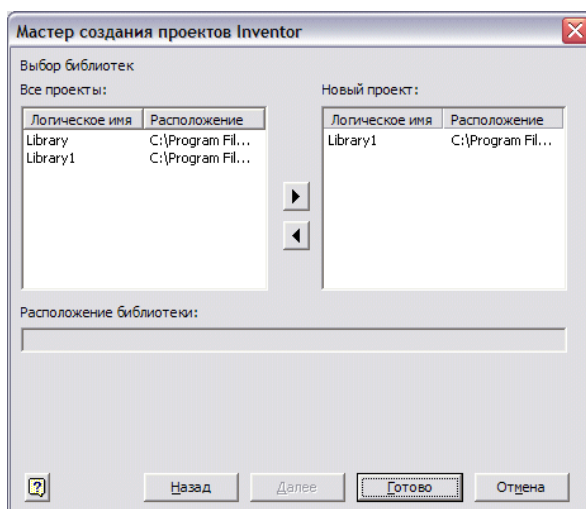 Мастер создания проектов Inventor
Выбор библиотек
Все проекты:
Новый проект:
Логическое имя Расположение
Library C:\Program Fil...
Library1 C:\Program Fil...
Логическое имя Расположение
Library1 C:\Program Fil...
Расположение библиотеки:
Назад Далее Готово Отмена